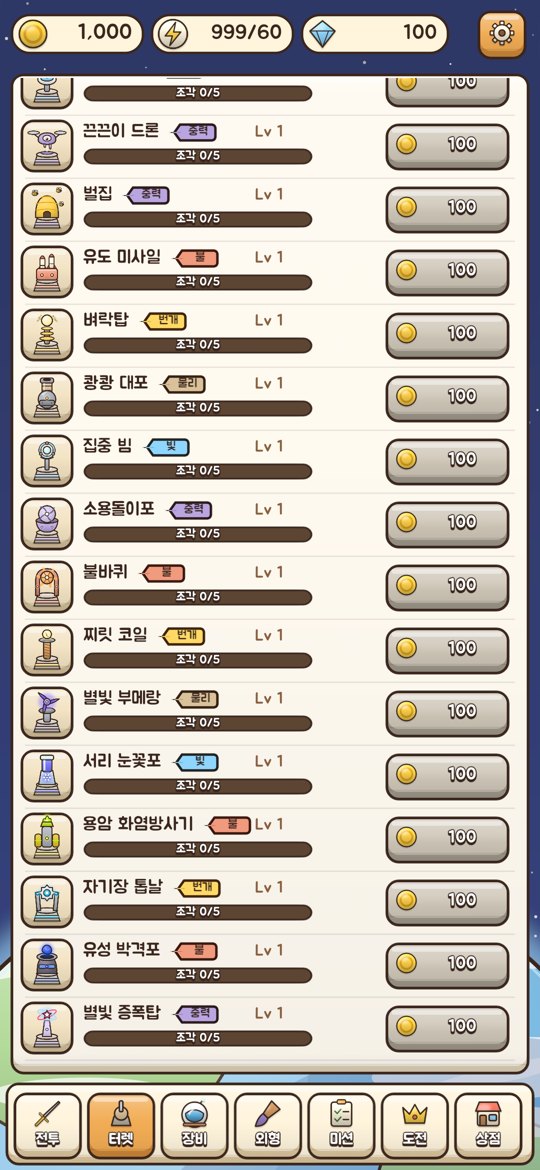 1,000
999/60
100
조각 0/5
100
끈끈이 드론 중력 Lv 1
조각 0/5
100
벌집 중력 Lv 1
조각 0/5
100
유도 미사일 불 Lv 1
조각 0/5
100
벼락탑 번개 Lv 1
조각 0/5
100
쾅쾅 대포 물리 Lv 1
조각 0/5
100
집중 빔 빛 Lv 1
조각 0/5
100
소용돌이포 중력 Lv 1
조각 0/5
100
불바퀴 불 Lv 1
조각 0/5
100
찌릿 코일 번개 Lv 1
조각 0/5
100
별빛 부메랑 물리 Lv 1
조각 0/5
100
서리 눈꽃포 빛 Lv 1
조각 0/5
100
용암 화염방사기 불 Lv 1
조각 0/5
100
자기장 톱날 번개 Lv 1
조각 0/5
100
유성 박격포 불 Lv 1
조각 0/5
100
별빛 증폭탑 중력 Lv 1
조각 0/5
100
전투
터렛
장비
외형
미션
도전
상점